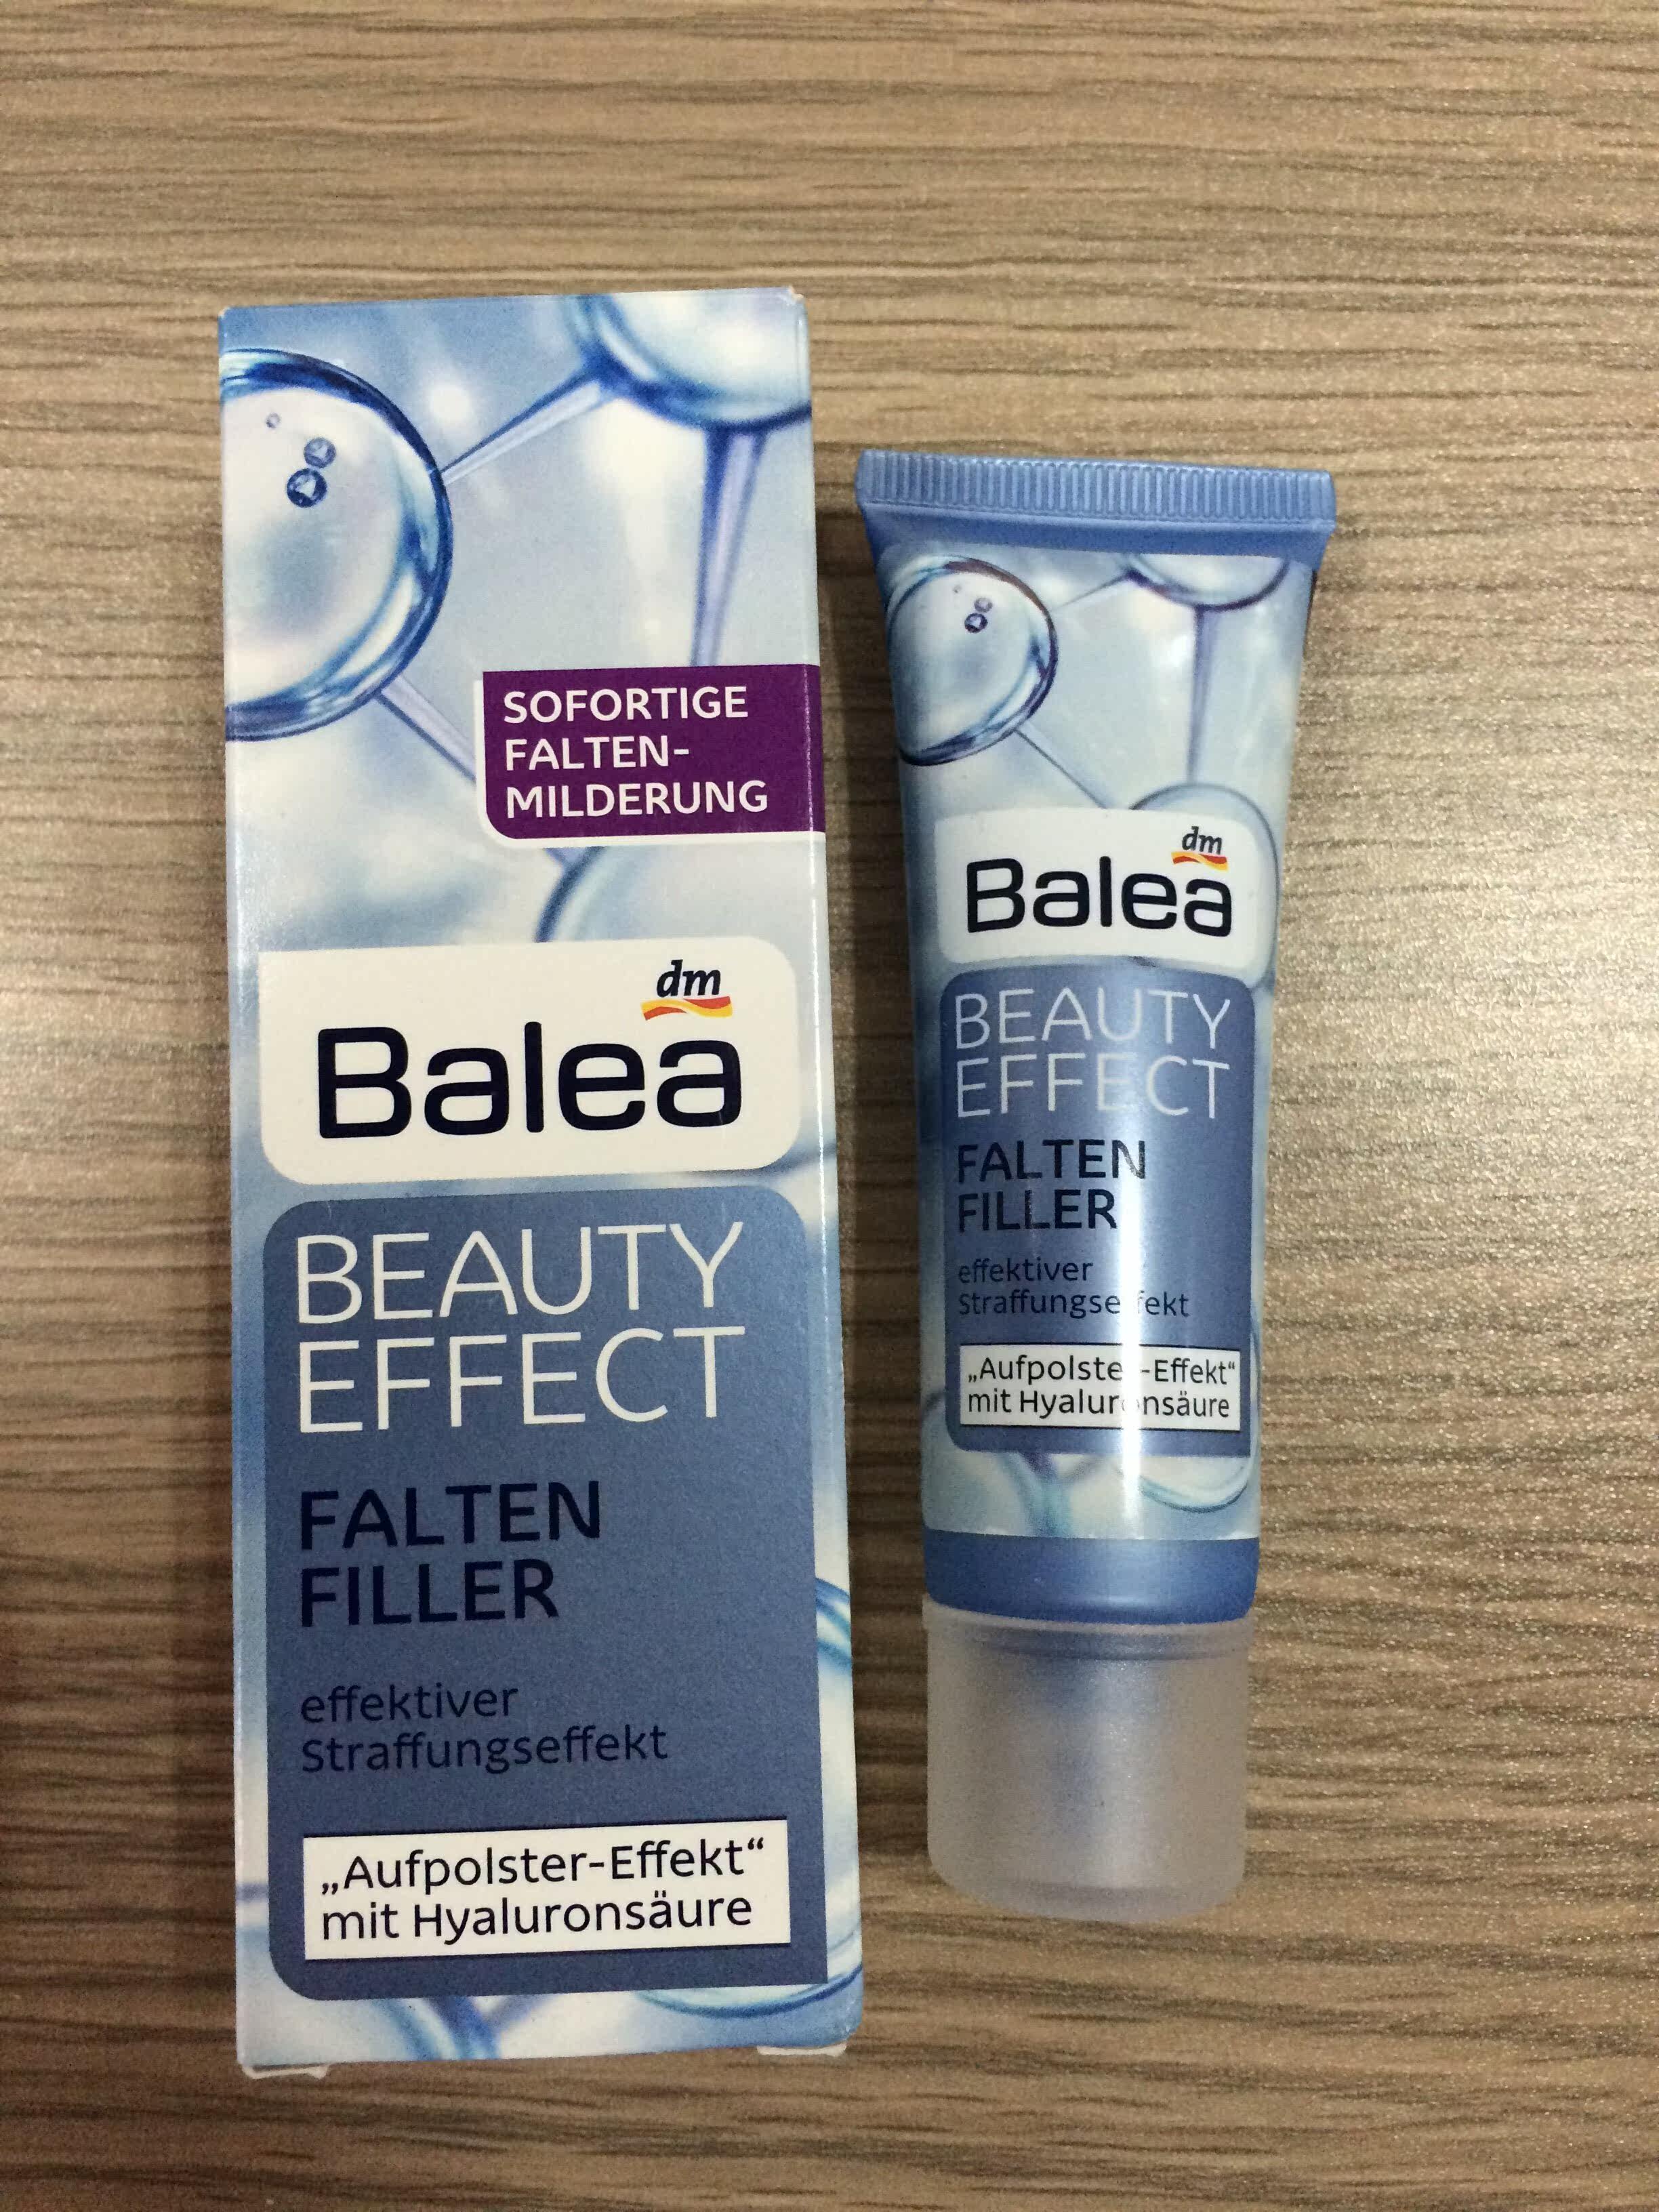 SOFORTIGE
FALTEN-
MILDERUNG
dm
Balea
BEAUTY
EFFECT
FALTEN
FILLER
effektiver
Straffungseffekt
„Aufpolster-Effekt“
mit Hyaluronsäure
dm
Balea
BEAUTY
EFFECT
FALTEN
FILLER
effektiver
Straffungseffekt
„Aufpolster-Effekt“
mit Hyaluronsäure